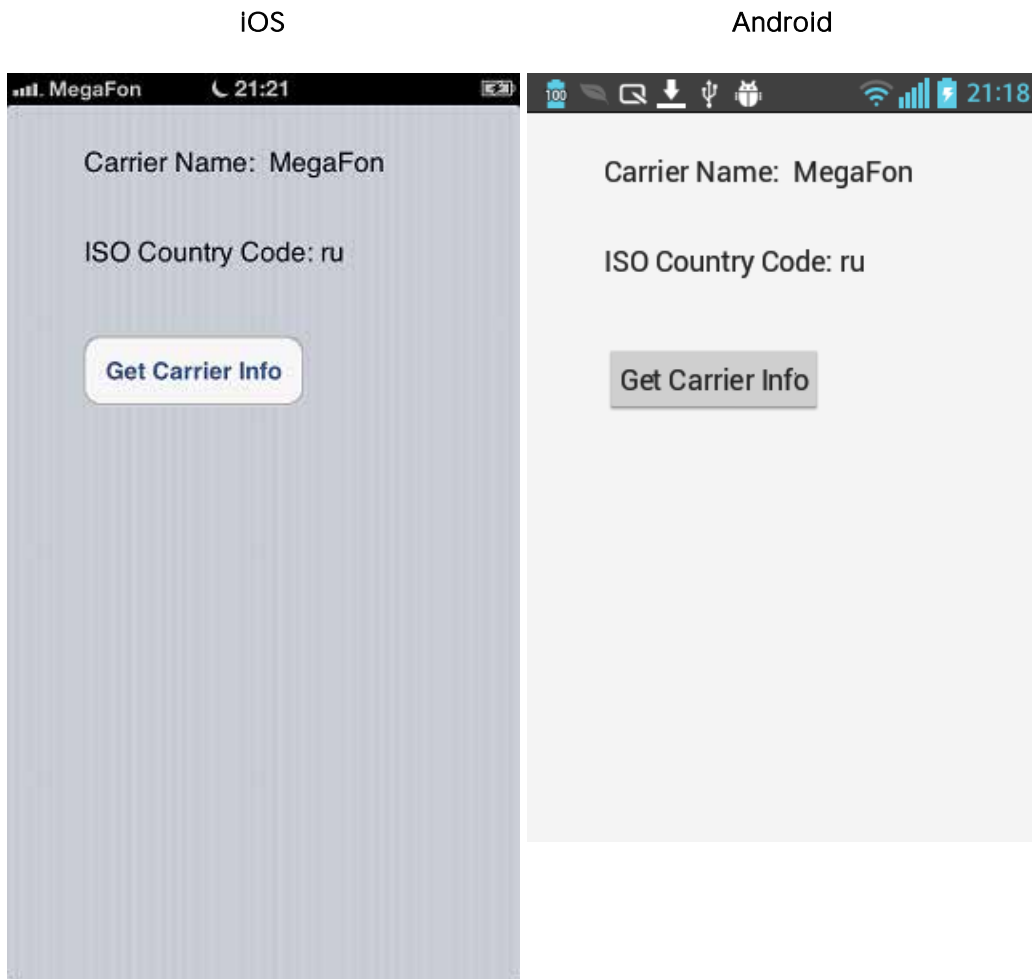 iOS
Android
MegaFon 21:21
100 21:18
Carrier Name: MegaFon
ISO Country Code: ru
Get Carrier Info
Carrier Name: MegaFon
ISO Country Code: ru
Get Carrier Info